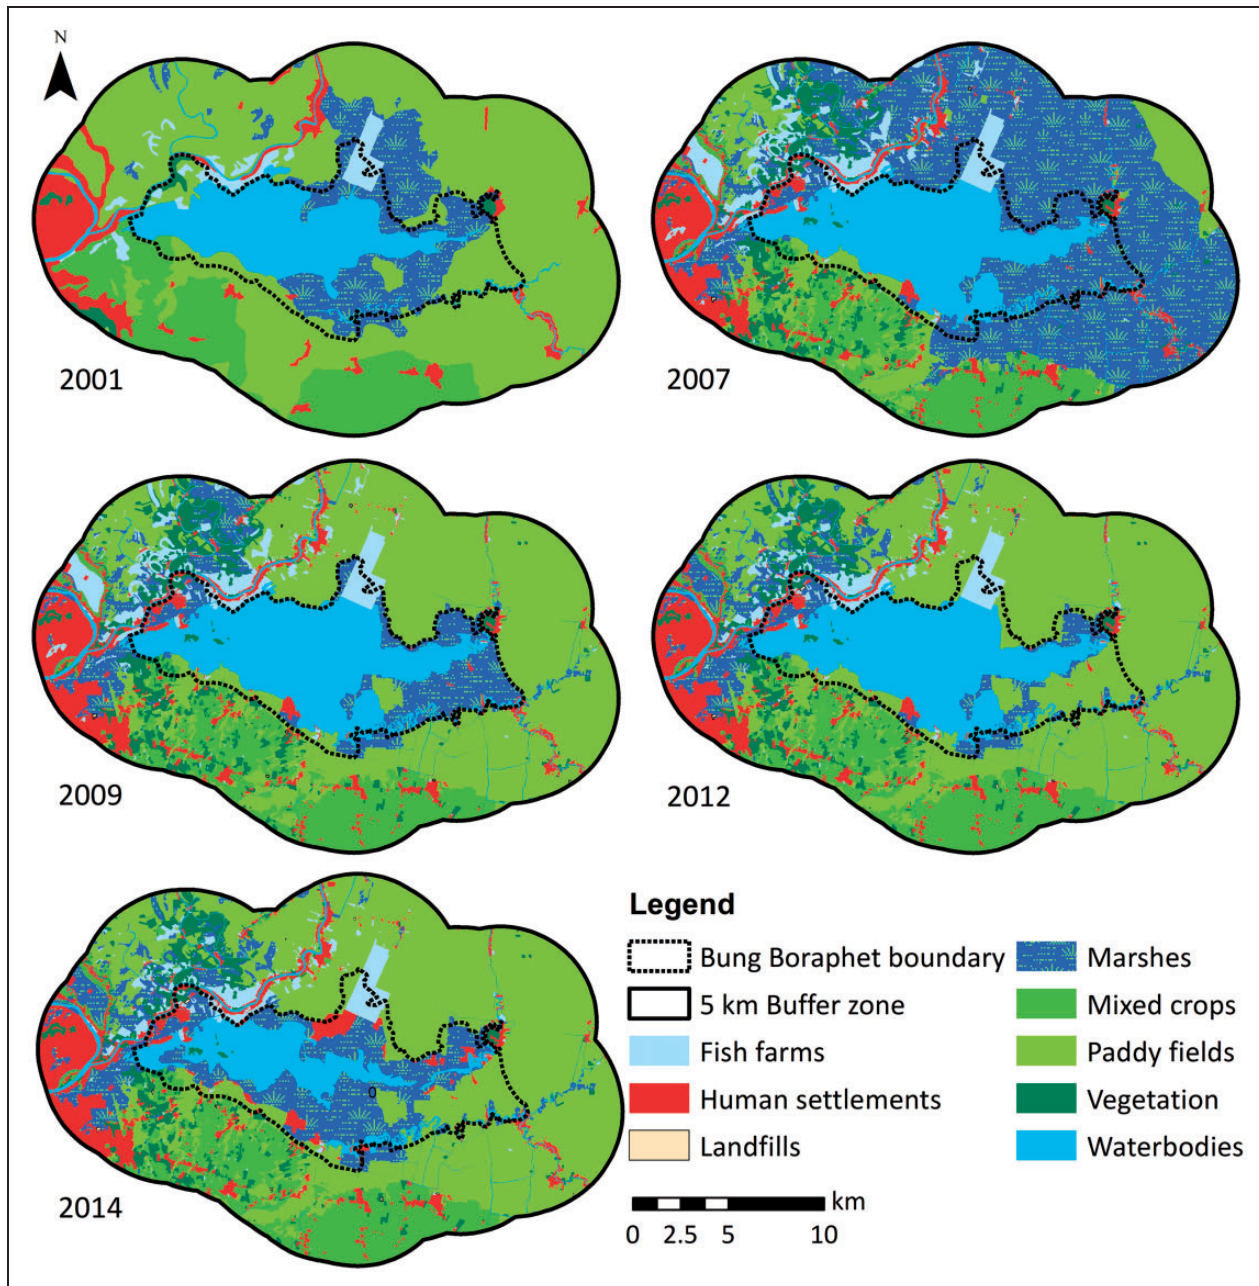 N
2001
2007
2009
2012
2014
Legend
Bung Boraphet boundary
5 km Buffer zone
Fish farms
Human settlements
Landfills
Marshes
Mixed crops
Paddy fields
Vegetation
Waterbodies
km
0 2.5 5 10